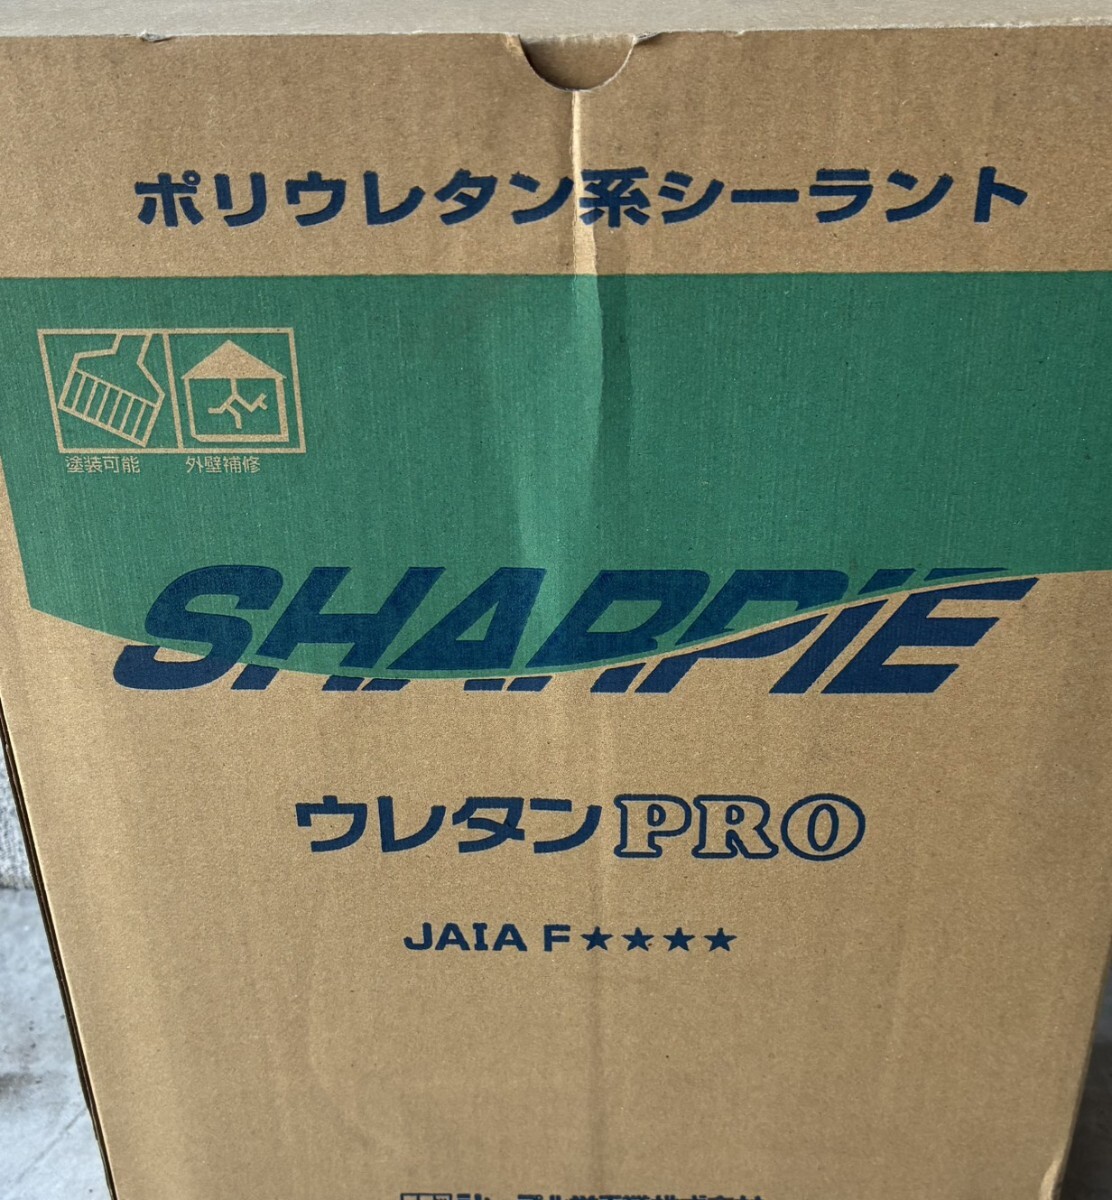 ポリウレタン系シーラント
塗装可能 外壁補修
SHARPIE
ウレタンPRO
JAIA F★★★★